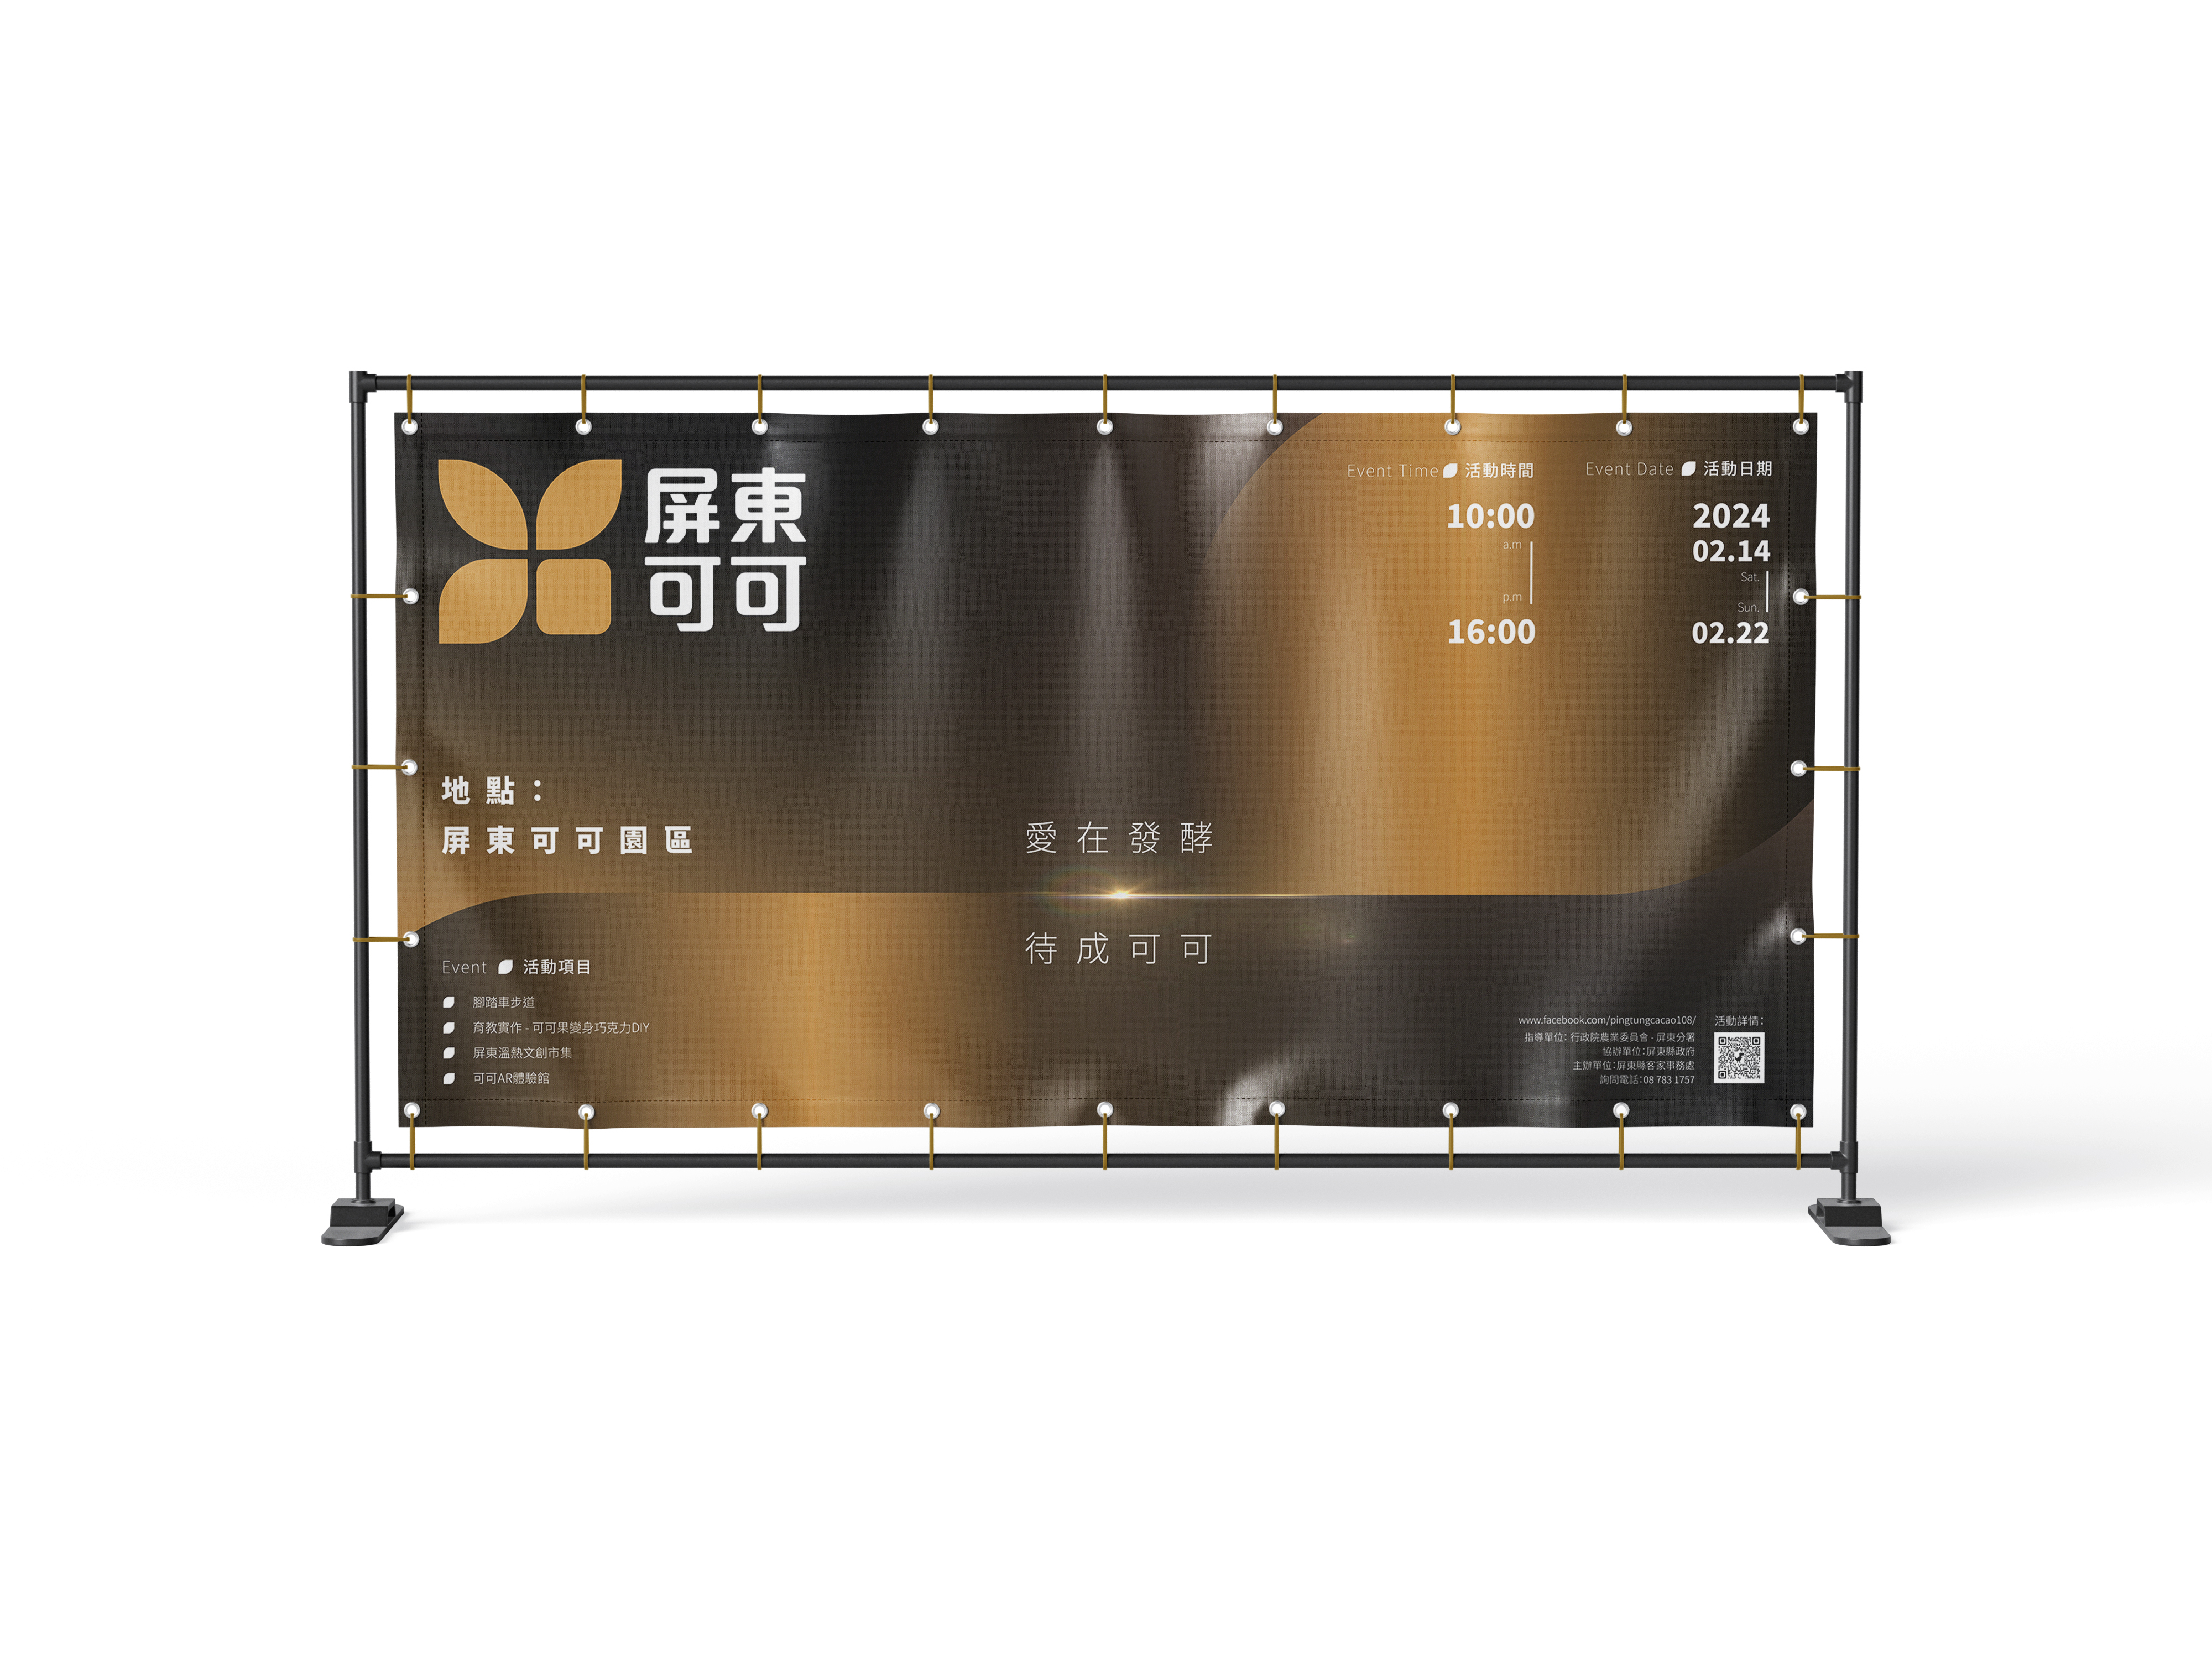 屏東
可可
Event Time 活動時間
10:00
a.m
p.m
16:00
Event Date 活動日期
2024
02.14
Sat.
Sun.
02.22
地點：
屏東可可園區
愛在發酵
待成可可
Event 活動項目
腳踏車步道
育教實作 - 可可果變身巧克力DIY
屏東溫熱文創市集
可可AR體驗館
www.facebook.com/pingtungcacao108/
指導單位：行政院農業委員會 - 屏東分署
協辦單位：屏東縣政府
主辦單位：屏東縣客家事務處
詢問電話：08 783 1757
活動詳情：